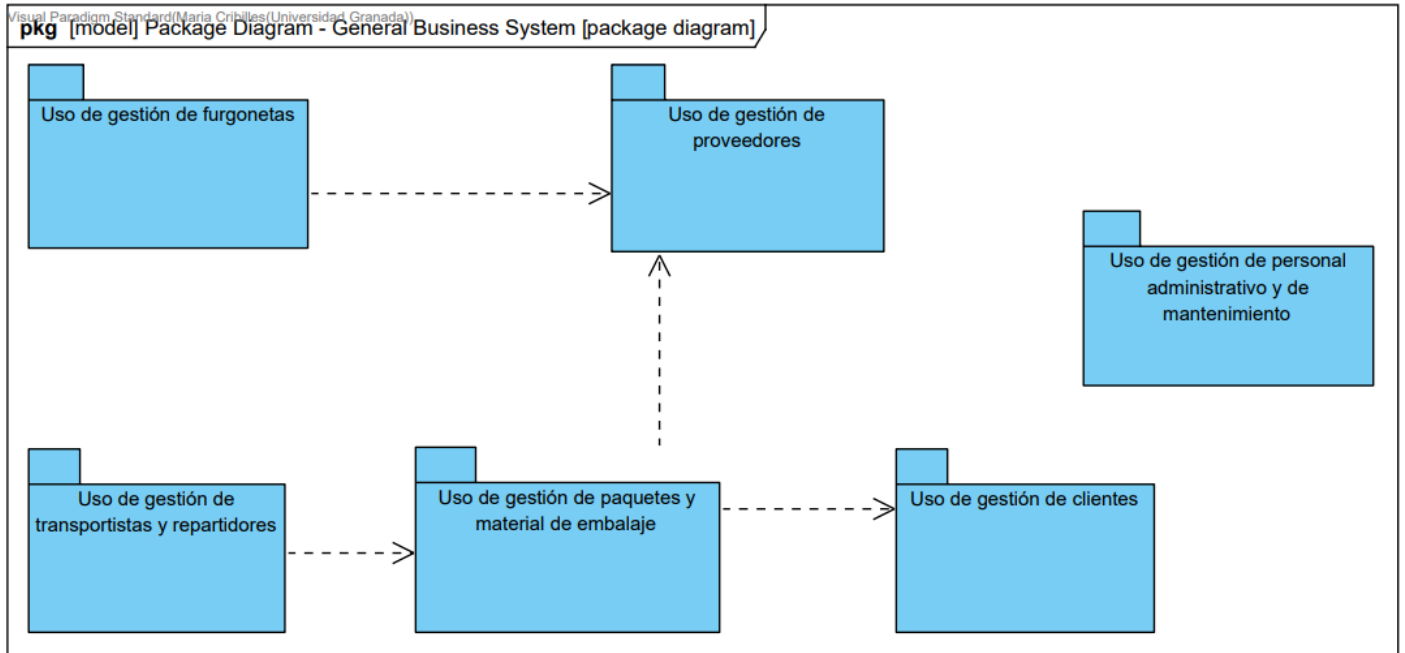 Visual Paradigm Standard(Maria Cribilles(Universidad Granada))
pkg [model] Package Diagram - General Business System [package diagram]
Uso de gestión de furgonetas
Uso de gestión de
proveedores
Uso de gestión de personal
administrativo y de
mantenimiento
Uso de gestión de
transportistas y repartidores
Uso de gestión de paquetes y
material de embalaje
Uso de gestión de clientes